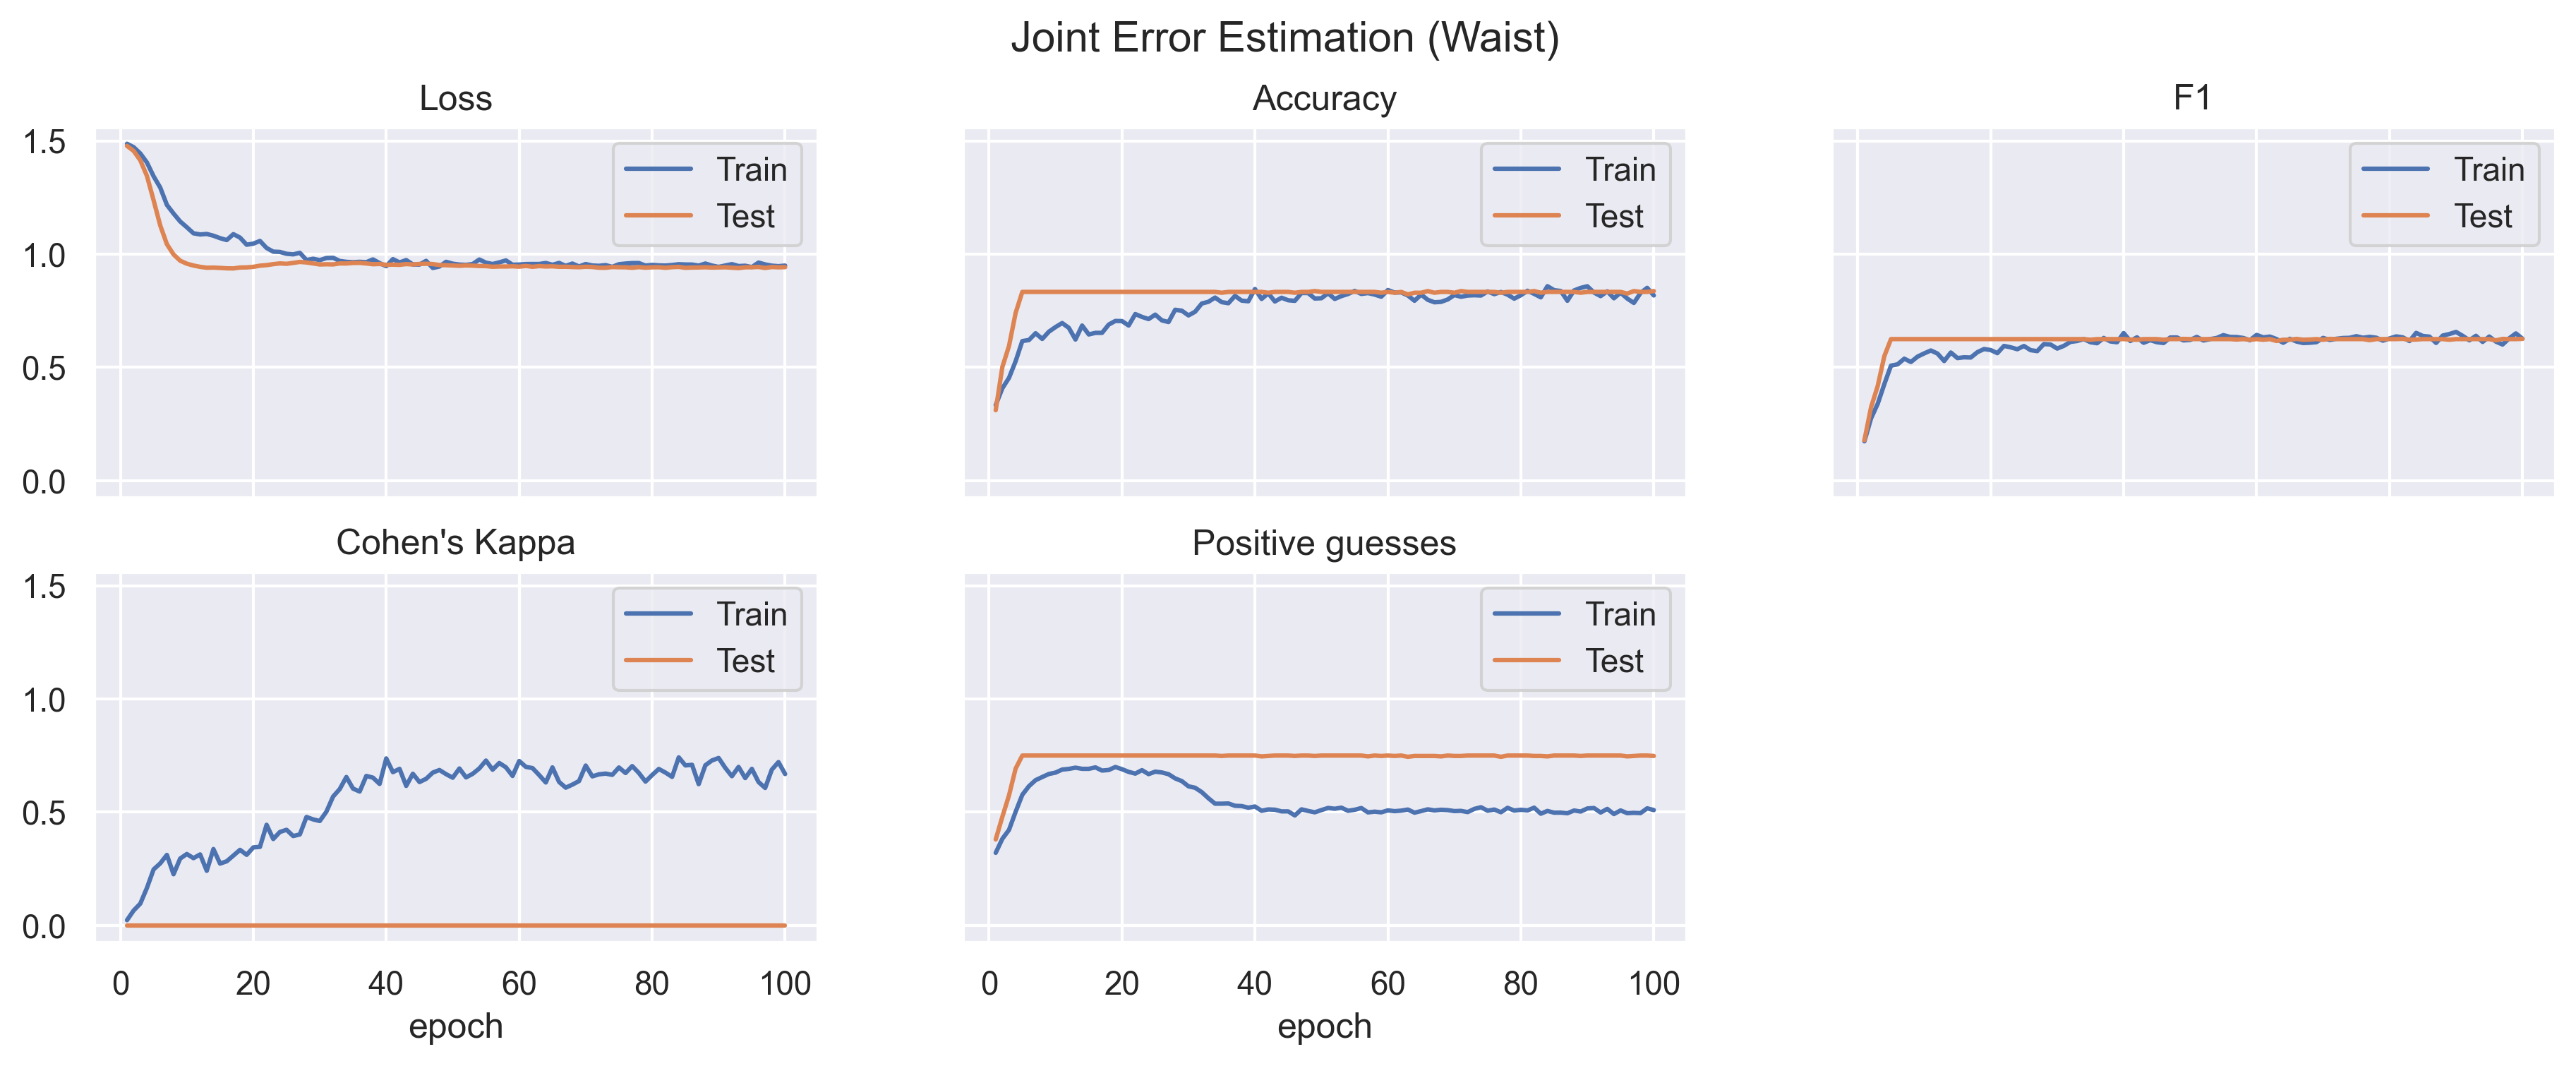 Joint Error Estimation (Waist)
Loss
Accuracy
F1
1.5
1.0
0.5
0.0
Train
Test
Train
Test
Train
Test
Cohen's Kappa
Positive guesses
1.5
1.0
0.5
0.0
Train
Test
Train
Test
0 20 40 60 80 100
0 20 40 60 80 100
epoch
epoch